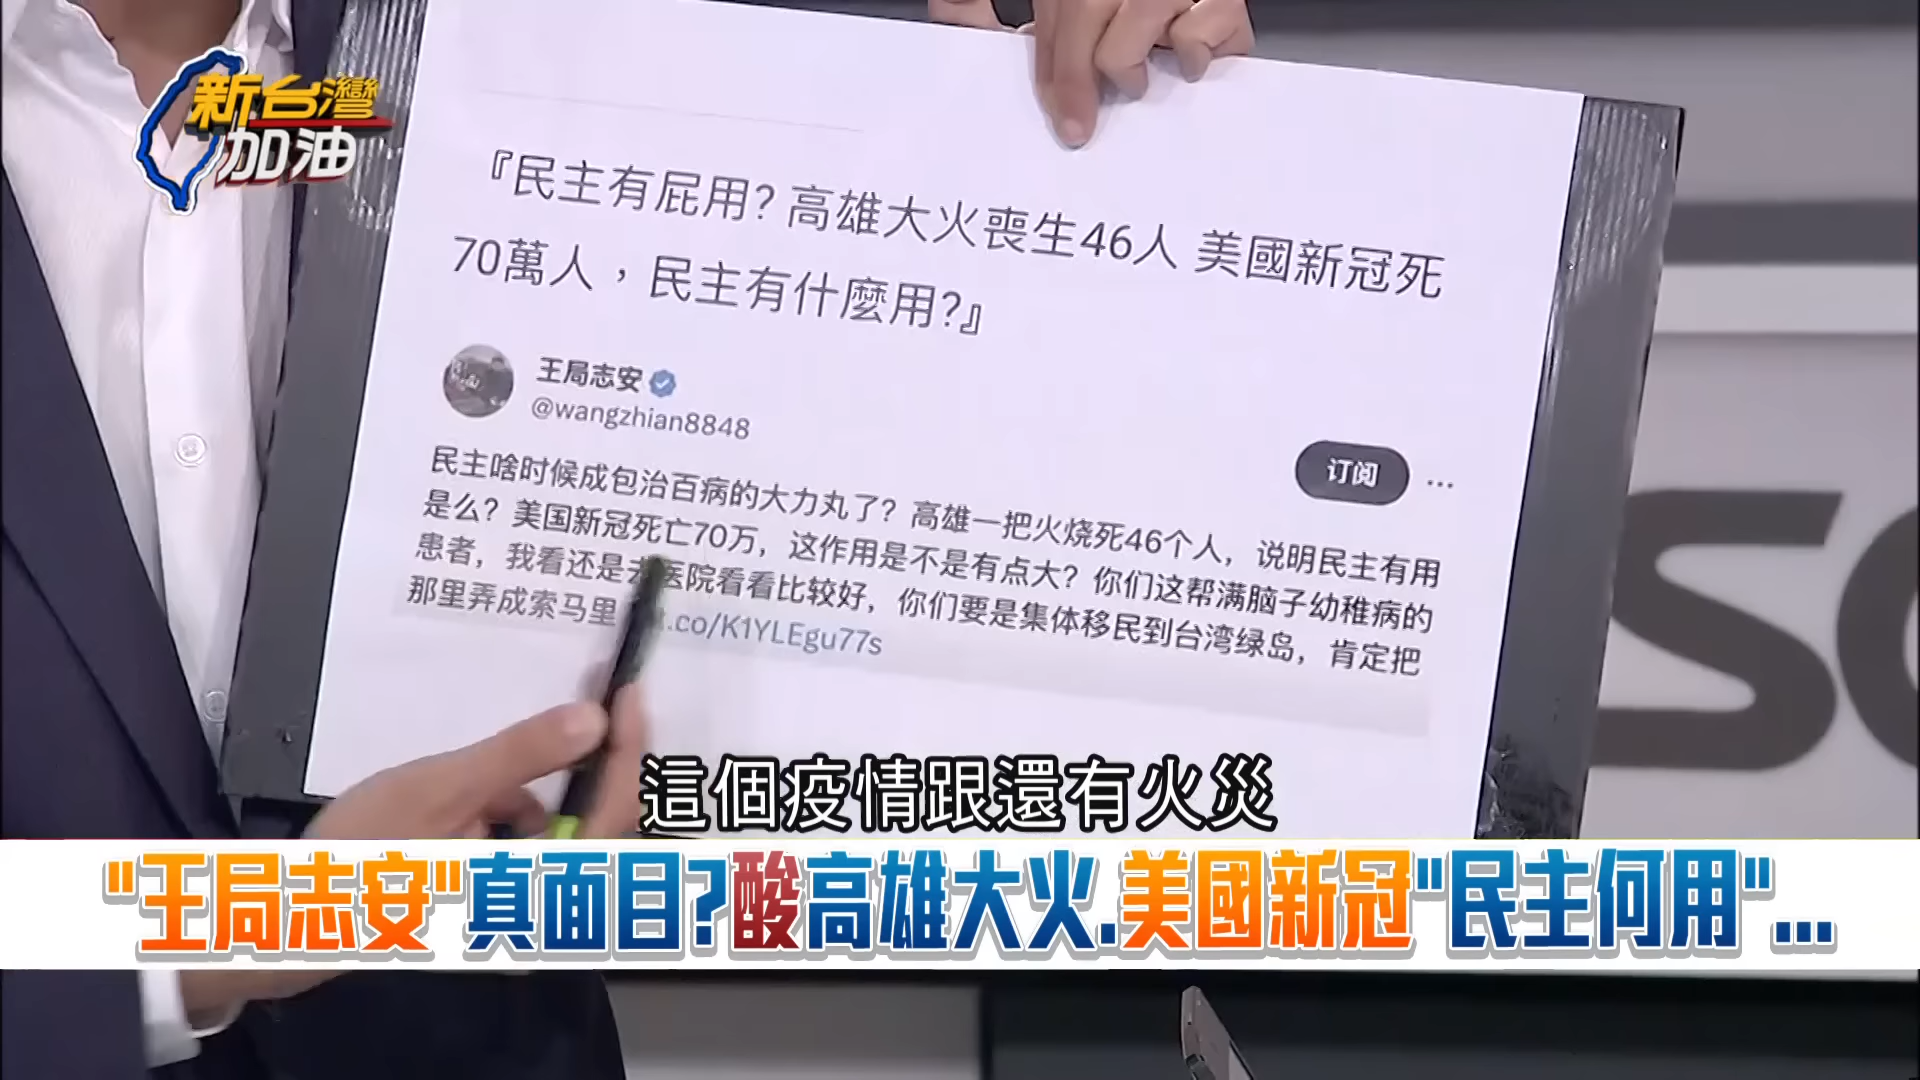 新台灣
加油
『民主有屁用?高雄大火喪生46人 美國新冠死
70萬人，民主有什麼用?』
王局志安
@wangzhian8848
订阅 ...
民主啥时候成包治百病的大力丸了？高雄一把火烧死46个人，说明民主有用
是么？美国新冠死亡70万，这作用是不是有点大？你们这帮满脑子幼稚病的
患者，我看还是去医院看看比较好，你们要是集体移民到台湾绿岛，肯定把
那里弄成索马里 .co/K1YLEgu77s
這個疫情跟還有火災
"王局志安"真面目?酸高雄大火.美國新冠"民主何用"...